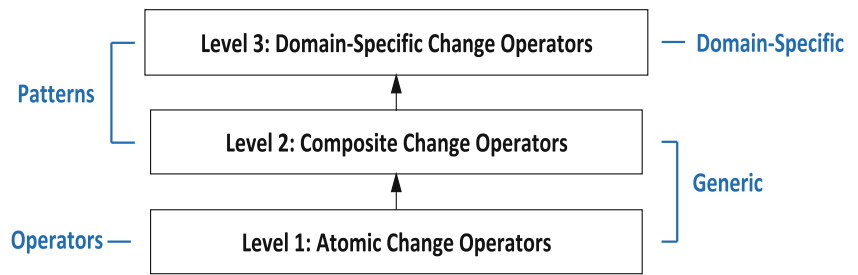 Level 3: Domain-Specific Change Operators
Domain-Specific
Patterns
Level 2: Composite Change Operators
Generic
Operators
Level 1: Atomic Change Operators